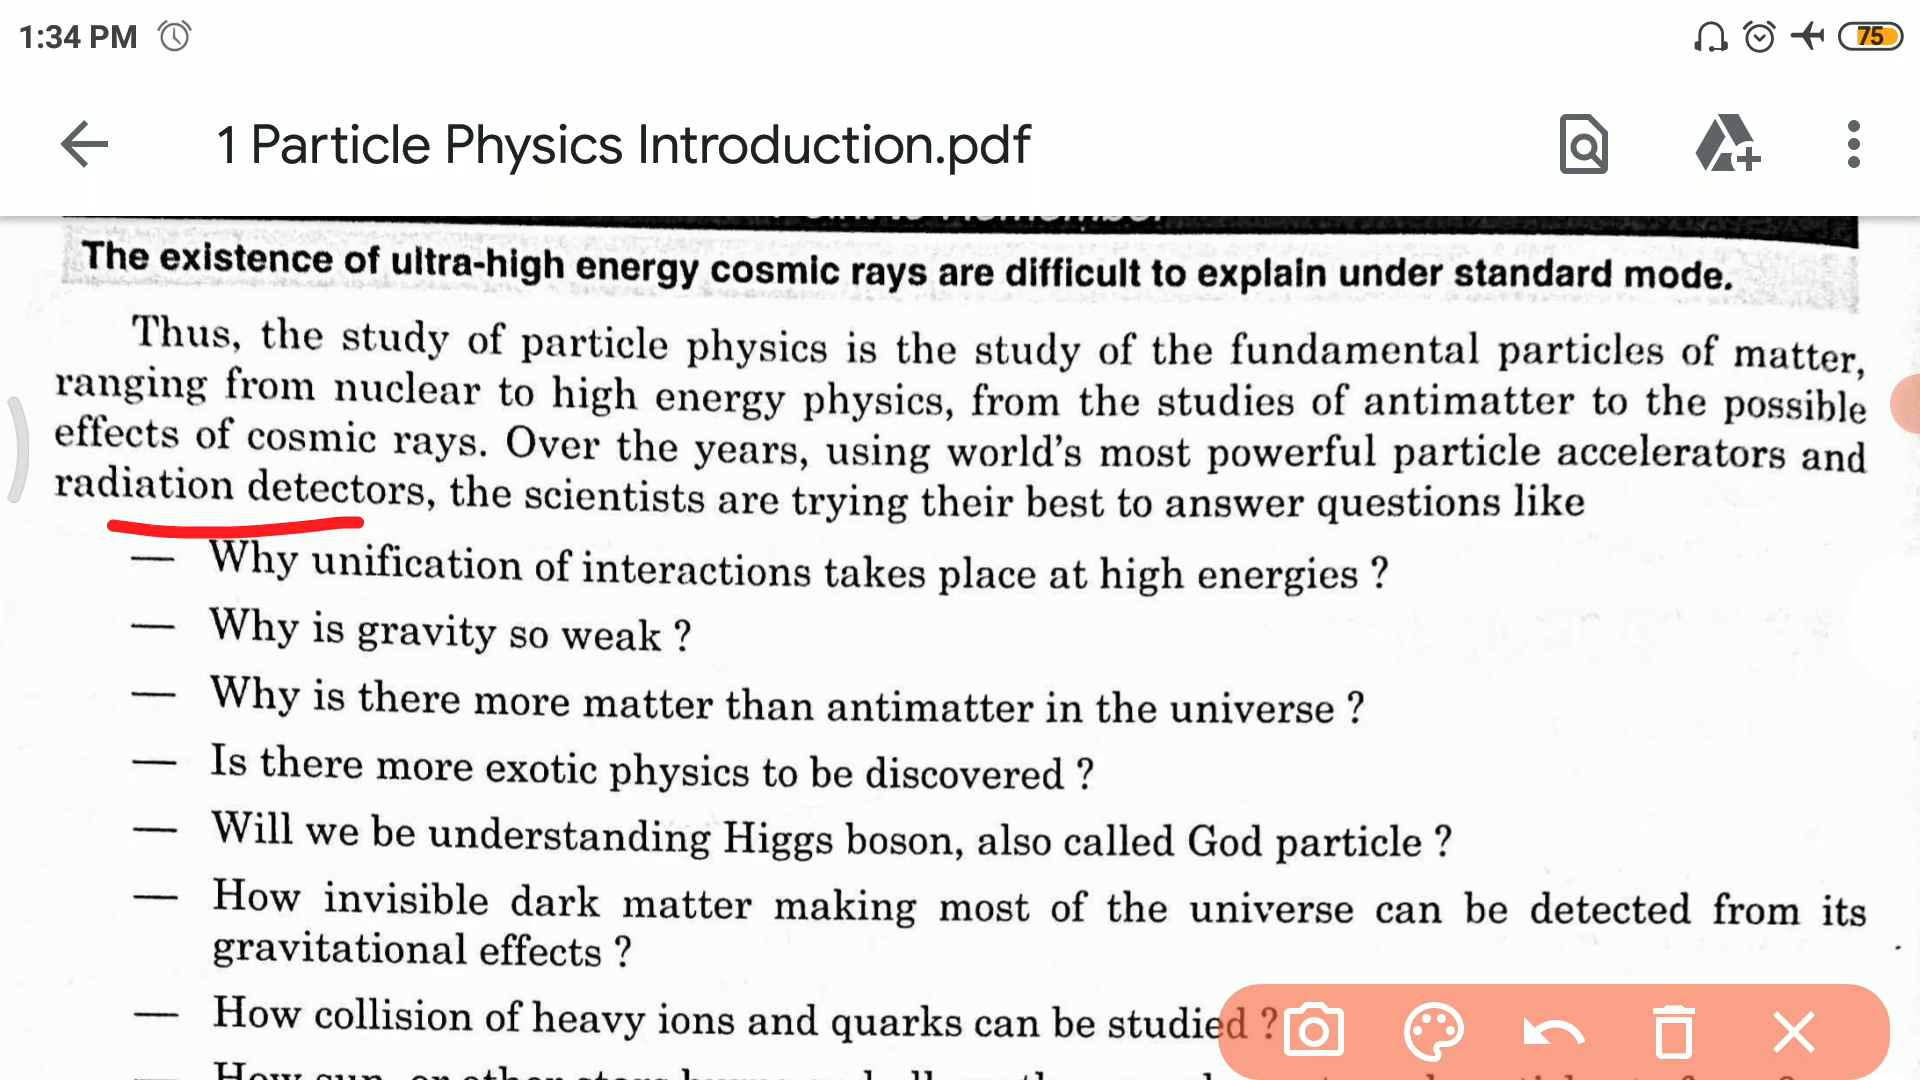 1:34 PM
75
1 Particle Physics Introduction.pdf
The existence of ultra-high energy cosmic rays are difficult to explain under standard mode.
Thus, the study of particle physics is the study of the fundamental particles of matter,
ranging from nuclear to high energy physics, from the studies of antimatter to the possible
effects of cosmic rays. Over the years, using world's most powerful particle accelerators and
radiation detectors, the scientists are trying their best to answer questions like
— Why unification of interactions takes place at high energies ?
— Why is gravity so weak ?
— Why is there more matter than antimatter in the universe ?
— Is there more exotic physics to be discovered ?
— Will we be understanding Higgs boson, also called God particle ?
— How invisible dark matter making most of the universe can be detected from its
gravitational effects ?
— How collision of heavy ions and quarks can be studied ?